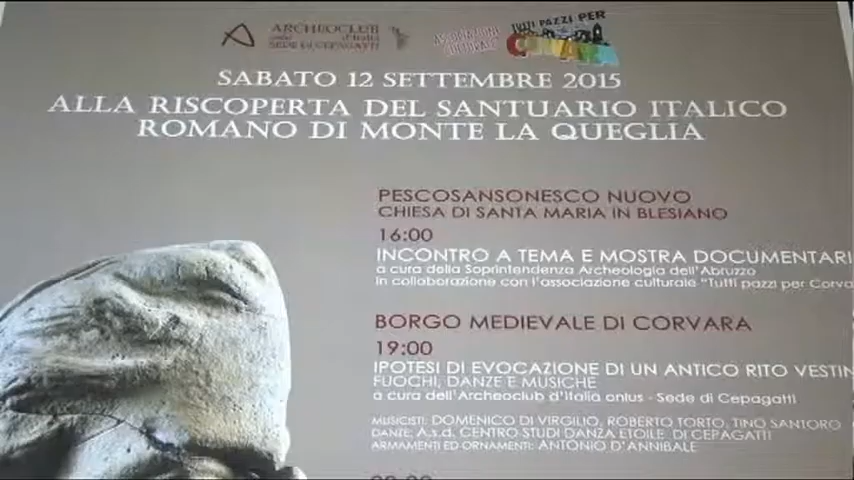 ARCHEOCLUB
d'Italia
SEDE DI CEPAGATTI
ASSOCIAZIONE
CULTURALE
TUTTI PAZZI PER
CORVARA
SABATO 12 SETTEMBRE 2015
ALLA RISCOPERTA DEL SANTUARIO ITALICO
ROMANO DI MONTE LA QUEGLIA
PESCOSANSONESCO NUOVO
CHIESA DI SANTA MARIA IN BLESIANO
16:00
INCONTRO A TEMA E MOSTRA DOCUMENTARI
a cura della Soprintendenza Archeologia dell'Abruzzo
in collaborazione con l'associazione culturale "Tutti pazzi per Corva
BORGO MEDIEVALE DI CORVARA
19:00
IPOTESI DI EVOCAZIONE DI UN ANTICO RITO VESTIN
FUOCHI, DANZE E MUSICHE
a cura dell'Archeoclub d'Italia onlus - Sede di Cepagatti
MUSICISTI: DOMENICO DI VIRGILIO, ROBERTO TORTO, TINO SANTORO
DANZE: A.s.d. CENTRO STUDI DANZA ETOILE DI CEPAGATTI
ARMAMENTI ED ORNAMENTI: ANTONIO D'ANNIBALE